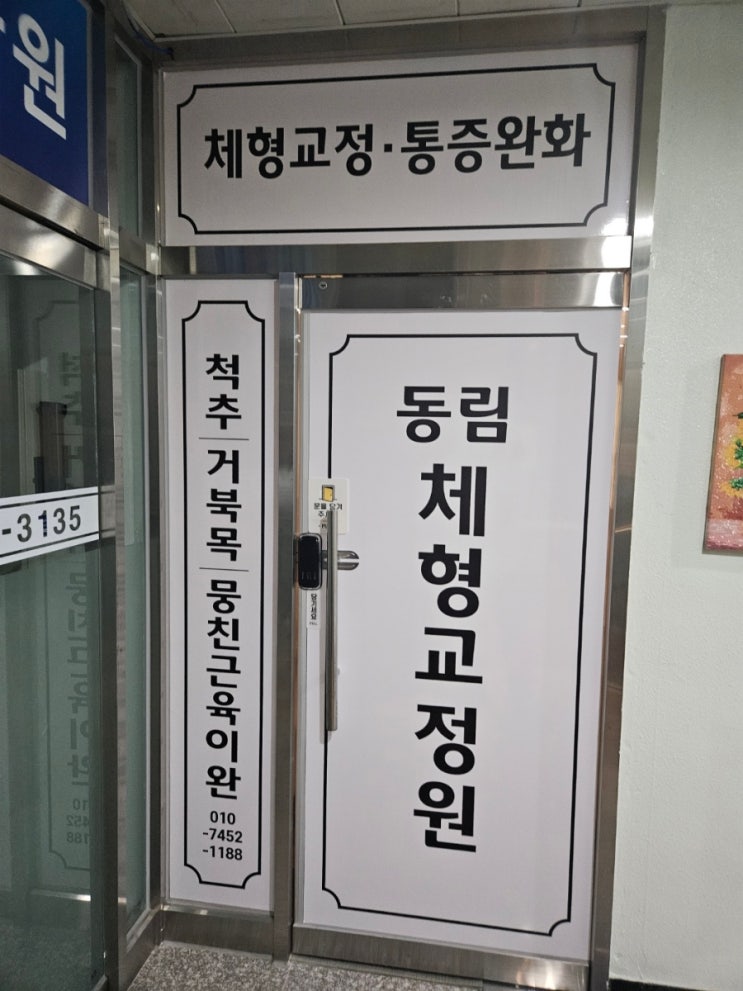 원
체형교정·통증완화
척추
거북목
뭉친근육이완
010
-7452
-1188
동림
체형교정원
-3135